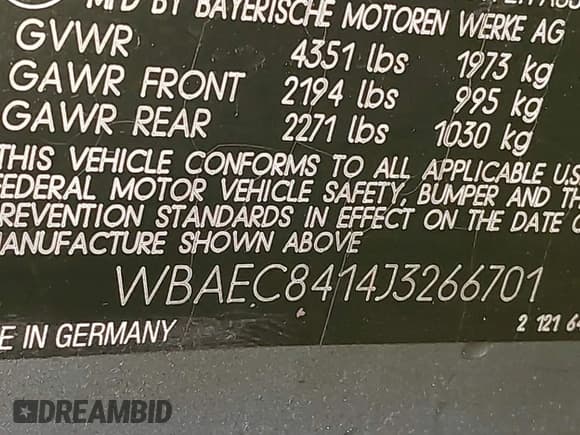 MFD BY BAYERISCHE MOTOREN WERKE AG
GVWR 4351 lbs 1973 kg
GAWR FRONT 2194 lbs 995 kg
GAWR REAR 2271 lbs 1030 kg
THIS VEHICLE CONFORMS TO ALL APPLICABLE U.S
FEDERAL MOTOR VEHICLE SAFETY, BUMPER AND TH
REVENTION STANDARDS IN EFFECT ON THE DATE O
MANUFACTURE SHOWN ABOVE
WBAEC8414J3266701
E IN GERMANY 2 121 6
DREAMBID